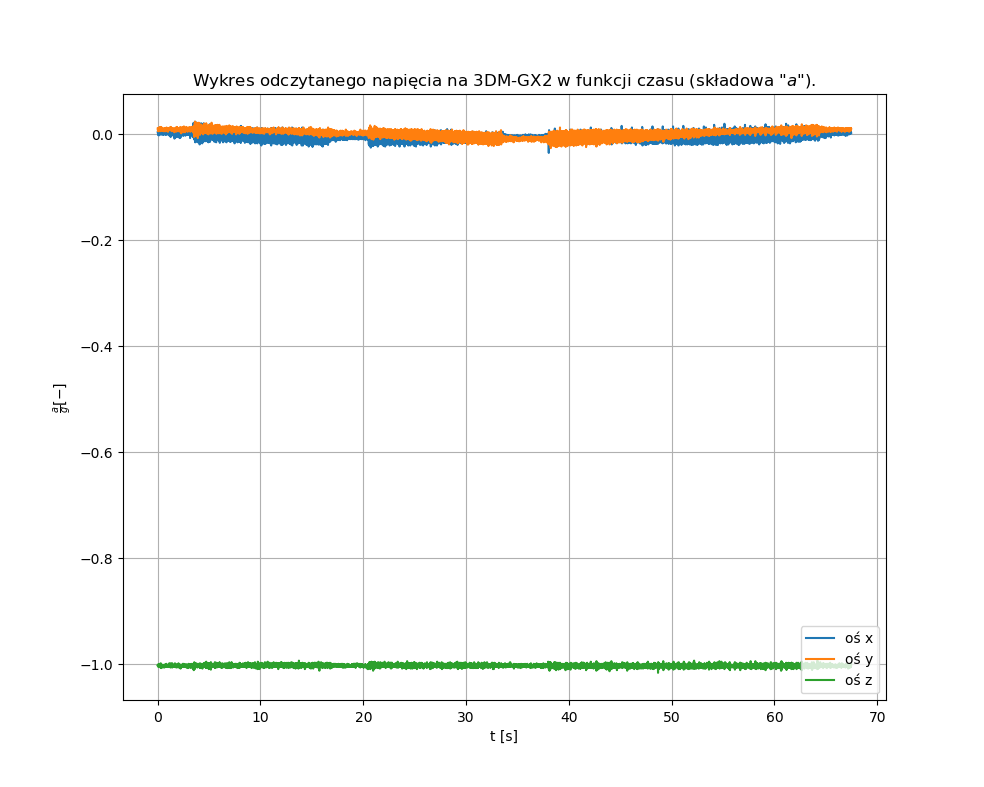 Wykres odczytanego napięcia na 3DM-GX2 w funkcji czasu (składowa "a").
0.0
−0.2
−0.4
−0.6
−0.8
−1.0
a/g [−]
0 10 20 30 40 50 60 70
t [s]
oś x
oś y
oś z